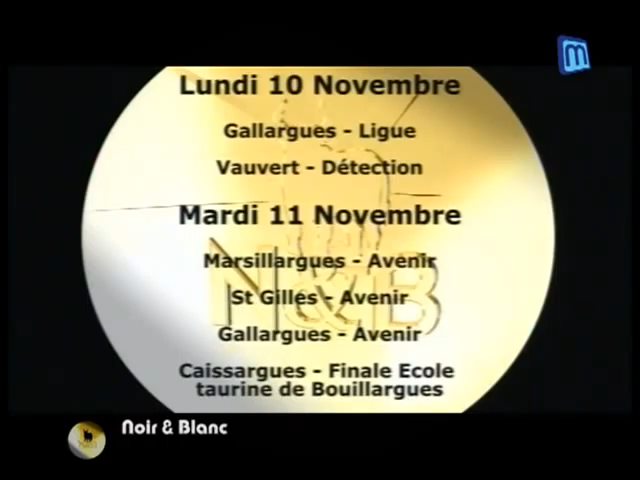 m
Lundi 10 Novembre
Gallargues - Ligue
Vauvert - Détection
Mardi 11 Novembre
Marsillargues - Avenir
St Gilles - Avenir
Gallargues - Avenir
Caissargues - Finale Ecole
taurine de Bouillargues
N&B
Noir & Blanc